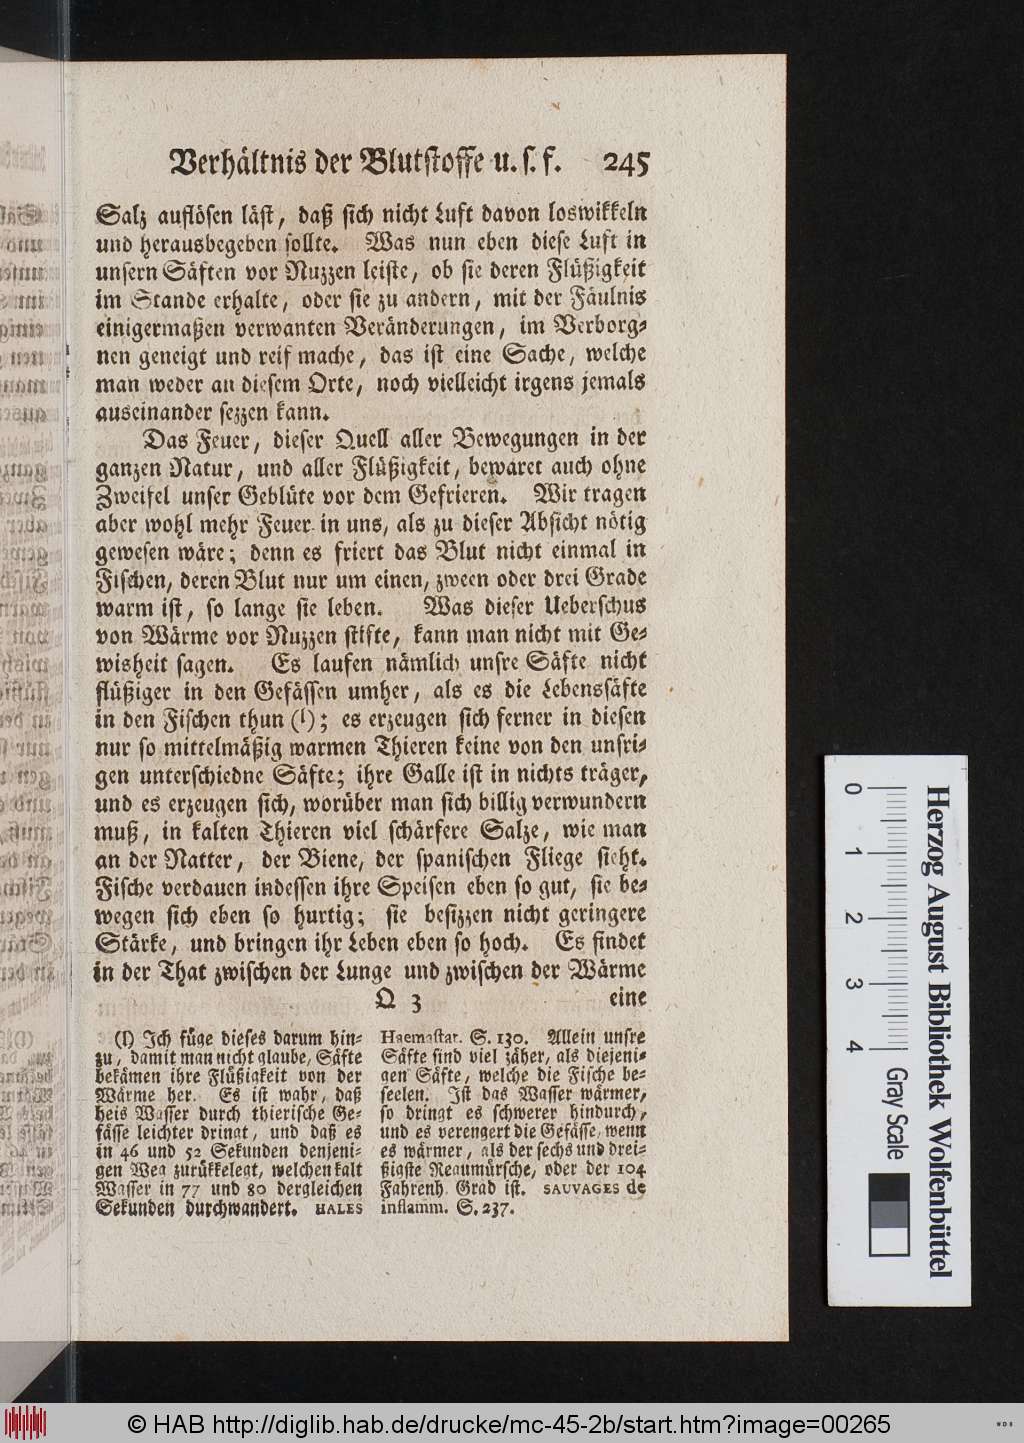 Verhältnis der Blutstoffe u. s. f. 245
Salz auflösen läst, daß sich nicht Luft davon loswikkeln
und herausbegeben sollte. Was nun eben diese Luft in
unsern Säften vor Nuzzen leiste, ob sie deren Flüßigkeit
im Stande erhalte, oder sie zu andern, mit der Fäulnis
einigermaßen verwanten Veränderungen, im Verborg-
nen geneigt und reif mache, das ist eine Sache, welche
man weder an diesem Orte, noch vielleicht irgens jemals
auseinander sezzen kann.
Das Feuer, dieser Quell aller Bewegungen in der
ganzen Natur, und aller Flüßigkeit, bewaret auch ohne
Zweifel unser Geblüte vor dem Gefrieren. Wir tragen
aber wohl mehr Feuer in uns, als zu dieser Absicht nötig
gewesen wäre; denn es friert das Blut nicht einmal in
Fischen, deren Blut nur um einen, zween oder drei Grade
warm ist, so lange sie leben. Was dieser Ueberschus
von Wärme vor Nuzzen stifte, kann man nicht mit Ge-
wisheit sagen. Es laufen nämlich unsre Säfte nicht
flüßiger in den Gefässen umher, als es die Lebenssäfte
in den Fischen thun (l); es erzeugen sich ferner in diesen
nur so mittelmäßig warmen Thieren keine von den unsri-
gen unterschiedne Säfte; ihre Galle ist in nichts träger,
und es erzeugen sich, worüber man sich billig verwundern
muß, in kalten Thieren viel schärfere Salze, wie man
an der Natter, der Biene, der spanischen Fliege sieht.
Fische verdauen indessen ihre Speisen eben so gut, sie be-
wegen sich eben so hurtig; sie besizzen nicht geringere
Stärke, und bringen ihr Leben eben so hoch. Es findet
in der That zwischen der Lunge und zwischen der Wärme
Q 3 eine
(l) Ich füge dieses darum hin-
zu, damit man nicht glaube, Säfte
bekämen ihre Flüßigkeit von der
Wärme her. Es ist wahr, daß
heis Wasser durch thierische Ge-
fässe leichter dringt, und daß es
in 46 und 52 Sekunden denjeni-
gen Weg zurükkelegt, welchen kalt
Wasser in 77 und 80 dergleichen
Sekunden durchwandert. HALES
Haemastar. S. 130. Allein unsre
Säfte sind viel zäher, als diejeni-
gen Säfte, welche die Fische be-
seelen. Ist das Wasser wärmer,
so dringt es schwerer hindurch,
und es verengert die Gefässe, wenn
es wärmer, als der sechs und drei-
ßigste Reaumürsche, oder der 104
Fahrenh. Grad ist. SAUVAGES de
inflamm. S. 237.
0 1 2 3 4
Gray Scale
Herzog August Bibliothek Wolfenbüttel
© HAB http://diglib.hab.de/drucke/mc-45-2b/start.htm?image=00265